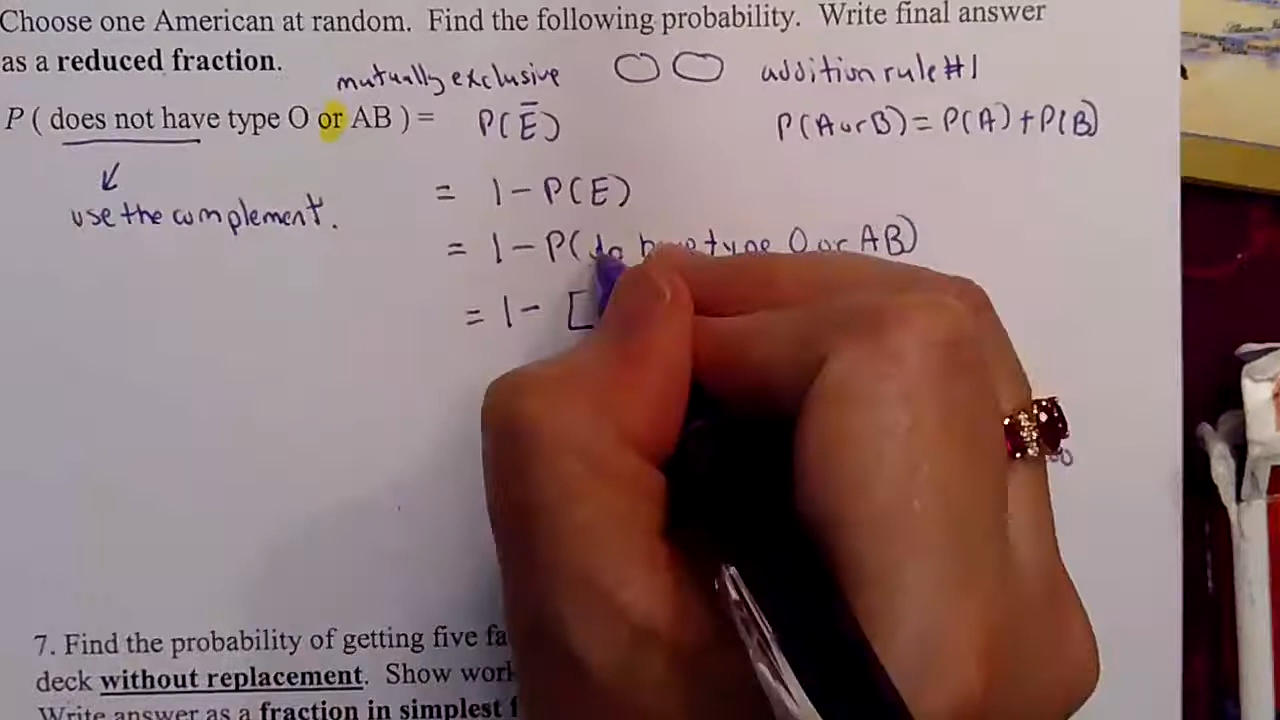 Choose one American at random. Find the following probability. Write final answer
as a reduced fraction.
mutually exclusive addition rule #1
P ( does not have type O or AB ) = P(E̅) P(A or B) = P(A) + P(B)
use the complement.
= 1 - P(E)
= 1 - P(do have type O or AB)
= 1 - [
7. Find the probability of getting five
deck without replacement. Show
Write answer as a fraction in simplest